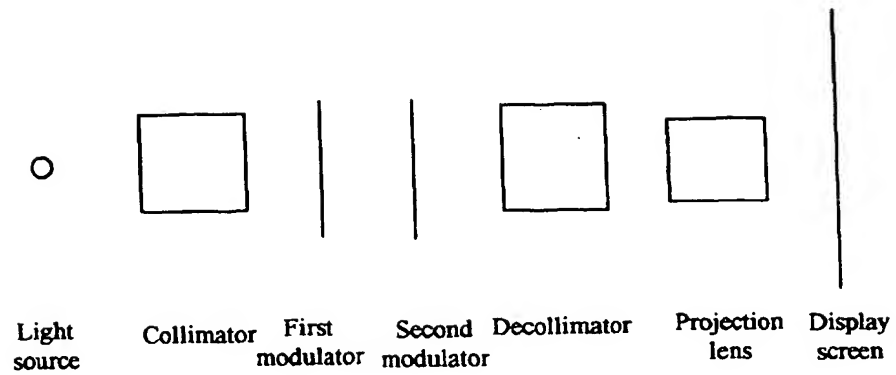 Light
source
Collimator
First
modulator
Second
modulator
Decollimator
Projection
lens
Display
screen